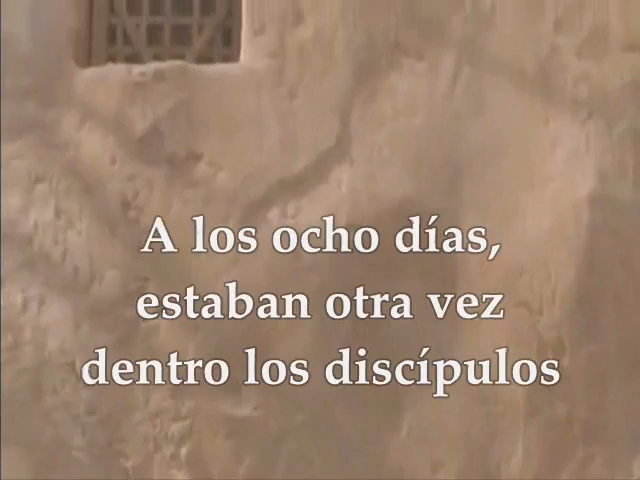 A los ocho días,
estaban otra vez
dentro los discípulos